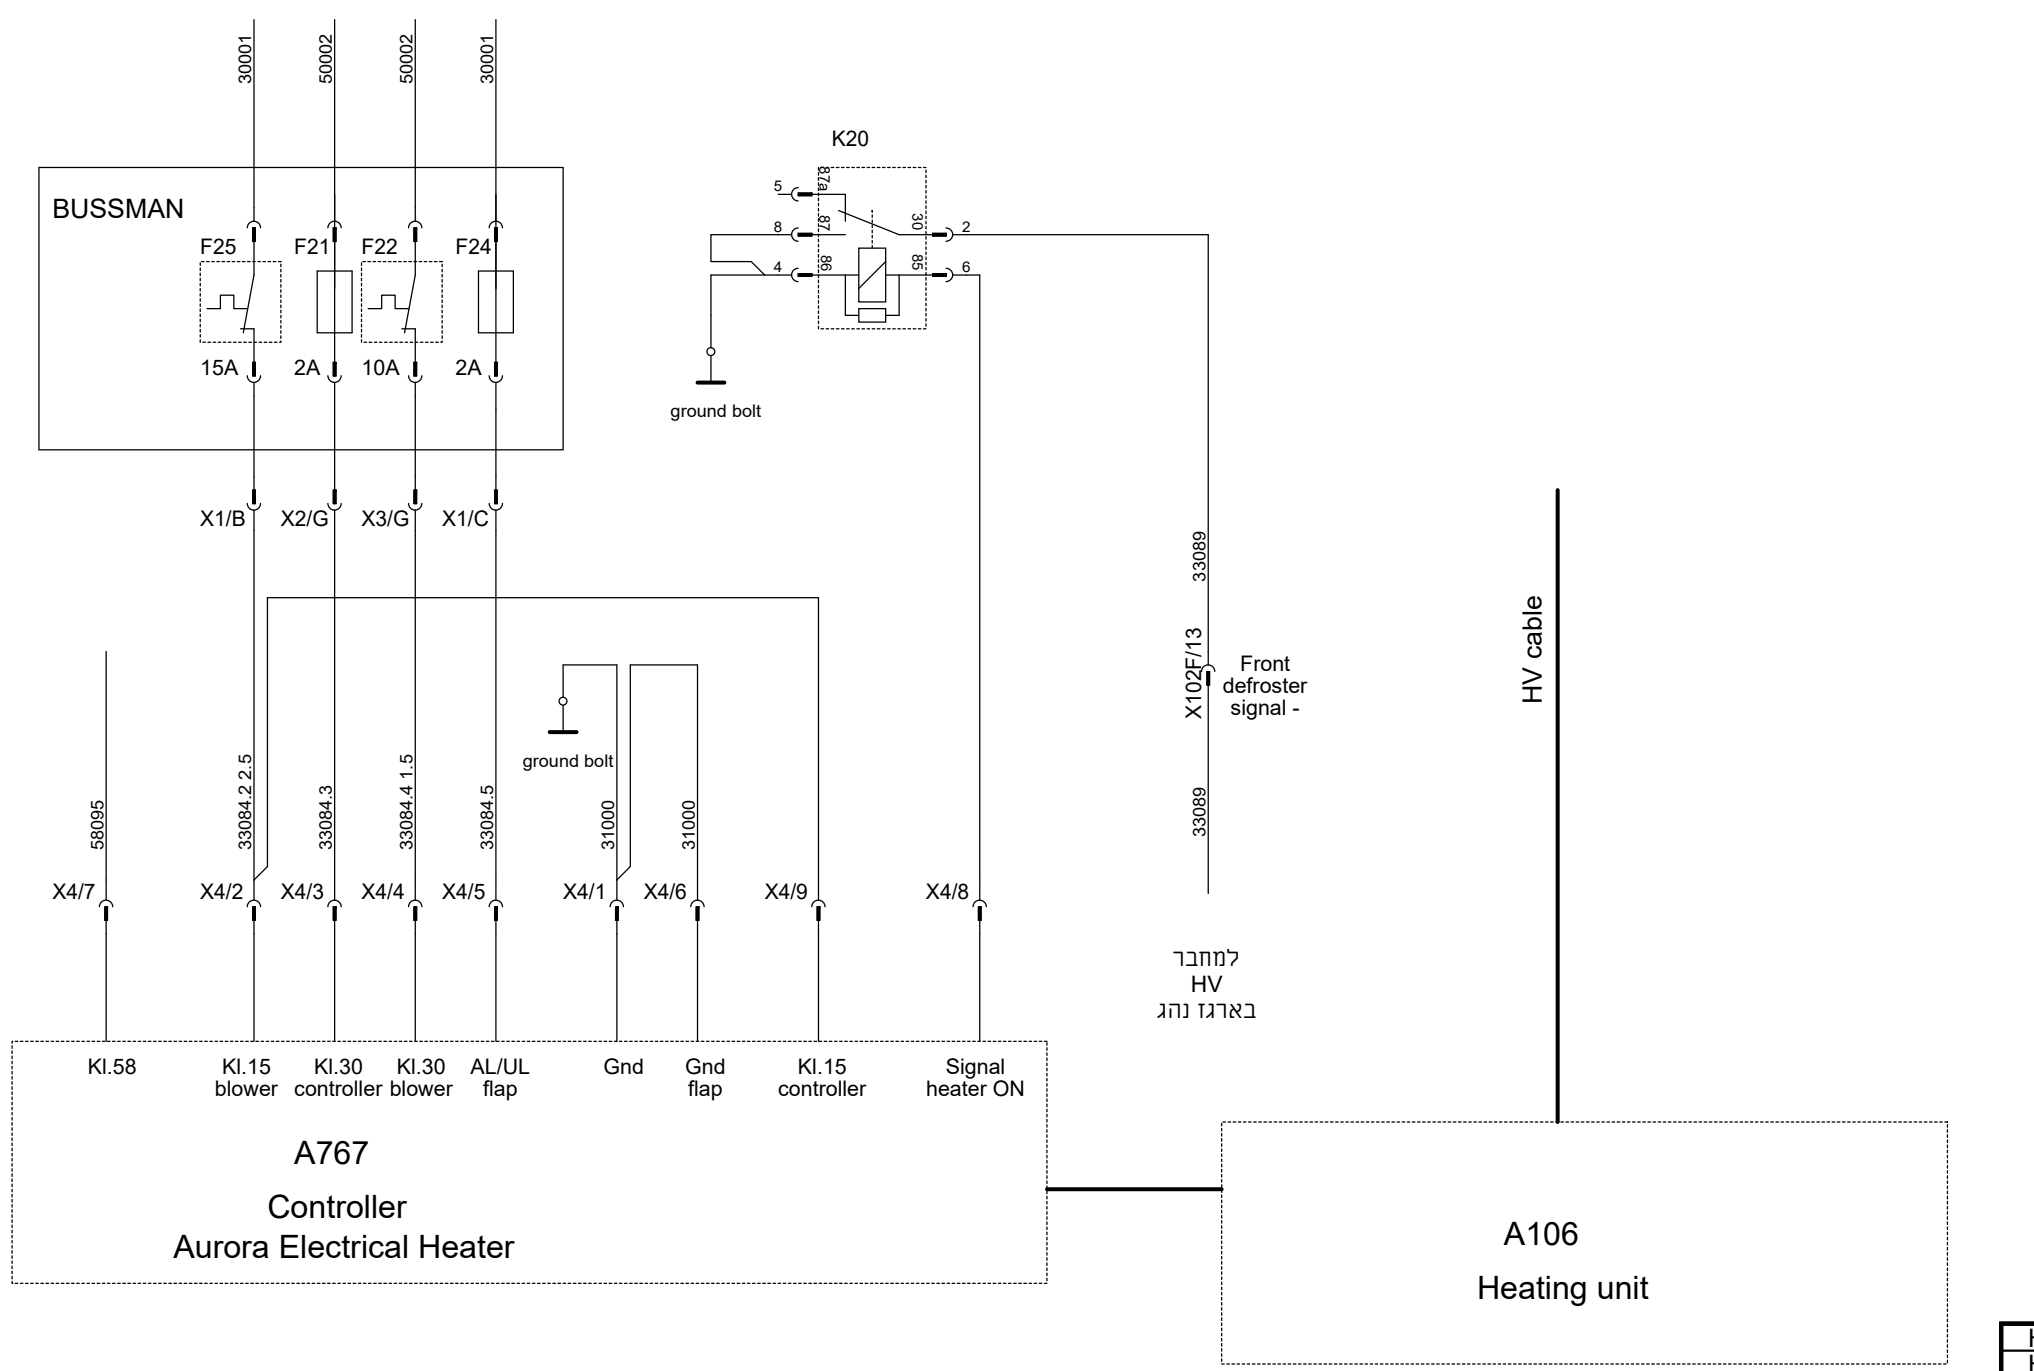 30001
50002
50002
30001
K20
BUSSMAN
F25
F21
F22
F24
15A
2A
10A
2A
5
87a
8
87
30
2
4
86
85
6
ground bolt
X1/B
X2/G
X3/G
X1/C
33089
X102F/13
Front
defroster
signal -
HV cable
ground bolt
58095
33084.2 2.5
33084.3
33084.4 1.5
33084.5
31000
31000
33089
X4/7
X4/2
X4/3
X4/4
X4/5
X4/1
X4/6
X4/9
X4/8
למחבר
HV
בארגז נהג
Kl.58
Kl.15
blower
Kl.30
controller
Kl.30
blower
AL/UL
flap
Gnd
Gnd
flap
Kl.15
controller
Signal
heater ON
A767
Controller
Aurora Electrical Heater
A106
Heating unit